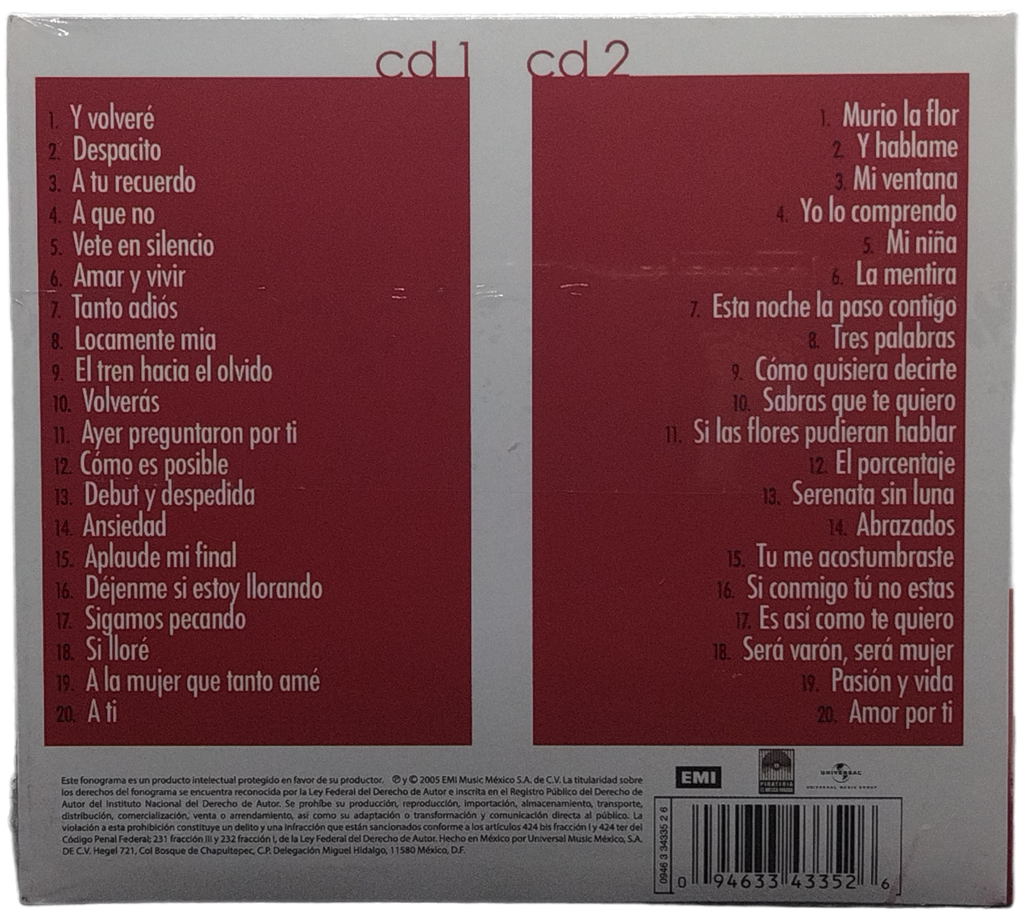 cd 1
1. Y volveré
2. Despacito
3. A tu recuerdo
4. A que no
5. Vete en silencio
6. Amar y vivir
7. Tanto adiós
8. Locamente mia
9. El tren hacia el olvido
10. Volverás
11. Ayer preguntaron por ti
12. Cómo es posible
13. Debut y despedida
14. Ansiedad
15. Aplaude mi final
16. Déjenme si estoy llorando
17. Sigamos pecando
18. Si lloré
19. A la mujer que tanto amé
20. A ti
cd 2
1. Murio la flor
2. Y hablame
3. Mi ventana
4. Yo lo comprendo
5. Mi niña
6. La mentira
7. Esta noche la paso contigo
8. Tres palabras
9. Cómo quisiera decirte
10. Sabras que te quiero
11. Si las flores pudieran hablar
12. El porcentaje
13. Serenata sin luna
14. Abrazados
15. Tu me acostumbraste
16. Si conmigo tú no estas
17. Es así como te quiero
18. Será varón, será mujer
19. Pasión y vida
20. Amor por ti
Este fonograma es un producto intelectual protegido en favor de su productor. ℗ y © 2005 EMI Music México S.A. de C.V. La titularidad sobre
los derechos del fonograma se encuentra reconocida por la Ley Federal del Derecho de Autor e inscrita en el Registro Público del Derecho de
Autor del Instituto Nacional del Derecho de Autor. Se prohíbe su producción, reproducción, importación, almacenamiento, transporte,
distribución, comercialización, venta o arrendamiento, así como su adaptación o transformación y comunicación directa al público. La
violación a esta prohibición constituye un delito y una infracción que están sancionados conforme a los artículos 424 bis fracción I y 424 ter del
Código Penal Federal; 231 fracción III y 232 fracción I, de la Ley Federal del Derecho de Autor. Hecho en México por Universal Music México, S.A.
DE C.V. Hegel 721, Col Bosque de Chapultepec, C.P. Delegación Miguel Hidalgo, 11580 México, D.F.
EMI
UNIVERSAL
UNIVERSAL MUSIC GROUP
0946 3 34335 2 6
0 94633 43352 6